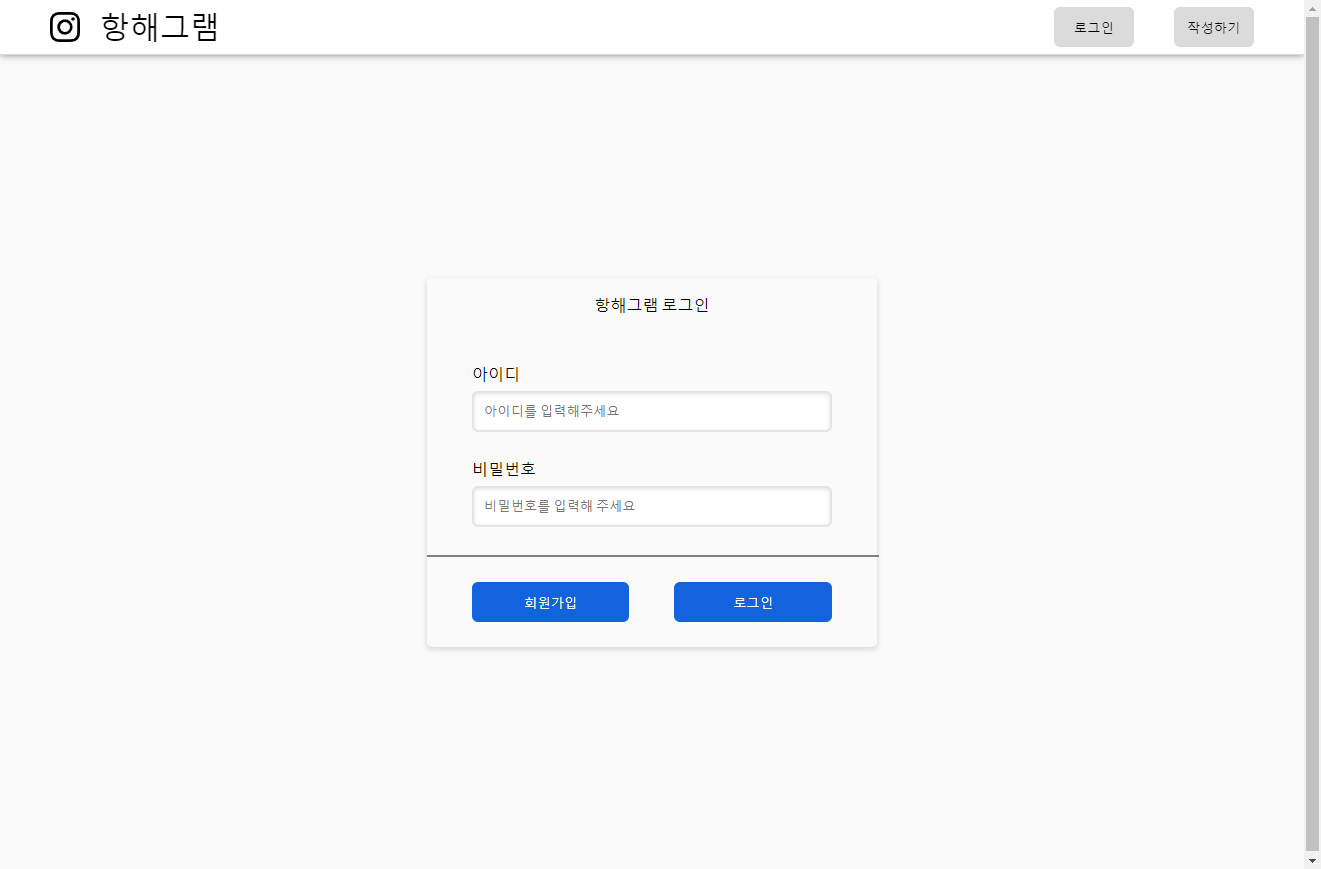 항해그램
로그인
작성하기
항해그램 로그인
아이디
아이디를 입력해주세요
비밀번호
비밀번호를 입력해 주세요
회원가입
로그인